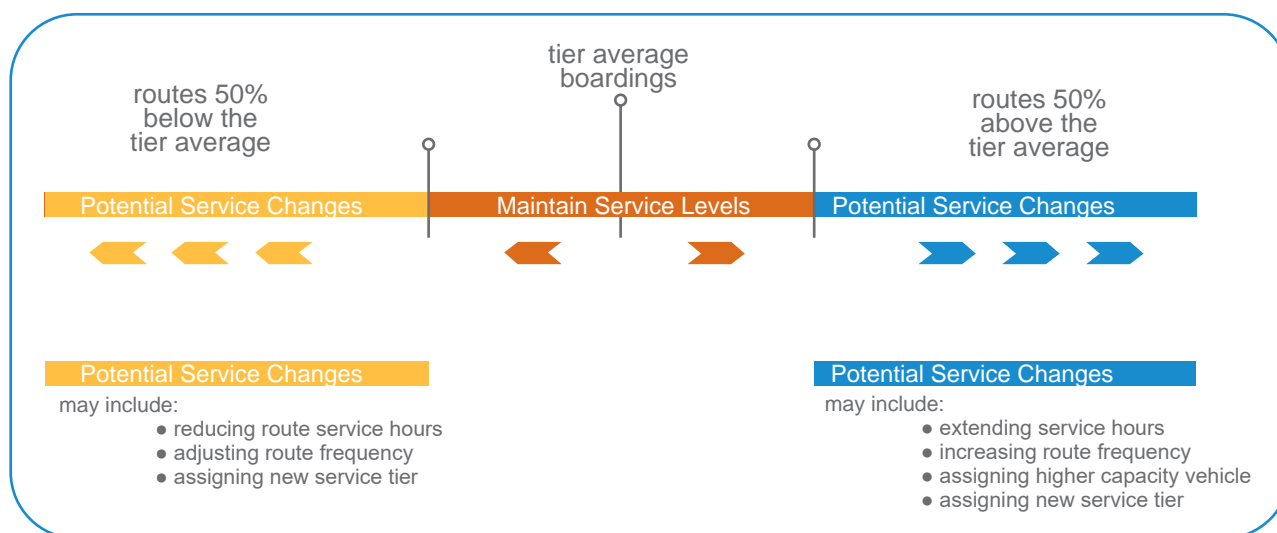 routes 50%
below the
tier average
tier average
boardings
routes 50%
above the
tier average
Potential Service Changes
Maintain Service Levels
Potential Service Changes
Potential Service Changes
may include:
● reducing route service hours
● adjusting route frequency
● assigning new service tier
Potential Service Changes
may include:
● extending service hours
● increasing route frequency
● assigning higher capacity vehicle
● assigning new service tier